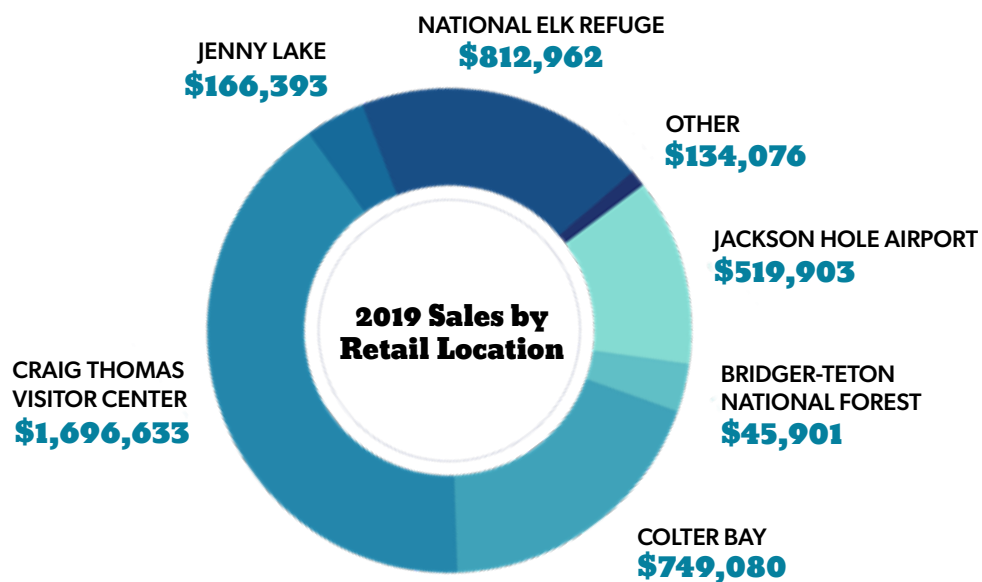 NATIONAL ELK REFUGE
$812,962
JENNY LAKE
$166,393
OTHER
$134,076
JACKSON HOLE AIRPORT
$519,903
2019 Sales by
Retail Location
CRAIG THOMAS
VISITOR CENTER
$1,696,633
BRIDGER-TETON
NATIONAL FOREST
$45,901
COLTER BAY
$749,080